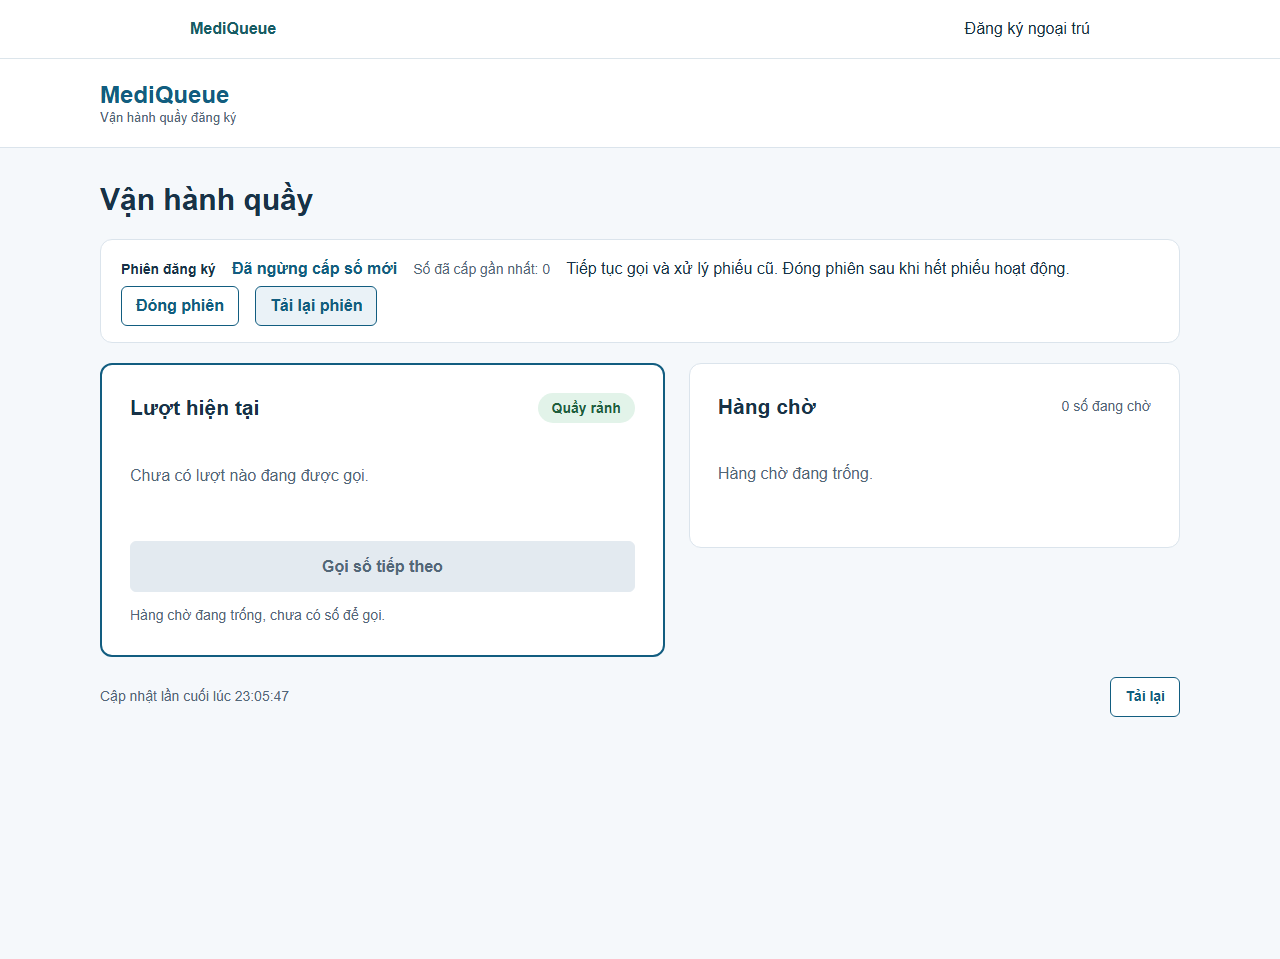 MediQueue
Đăng ký ngoại trú
MediQueue
Vận hành quầy đăng ký
Vận hành quầy
Phiên đăng ký Đã ngừng cấp số mới Số đã cấp gần nhất: 0 Tiếp tục gọi và xử lý phiếu cũ. Đóng phiên sau khi hết phiếu hoạt động.
Đóng phiên Tải lại phiên
Lượt hiện tại
Quầy rảnh
Chưa có lượt nào đang được gọi.
Gọi số tiếp theo
Hàng chờ đang trống, chưa có số để gọi.
Hàng chờ
0 số đang chờ
Hàng chờ đang trống.
Cập nhật lần cuối lúc 23:05:47
Tải lại